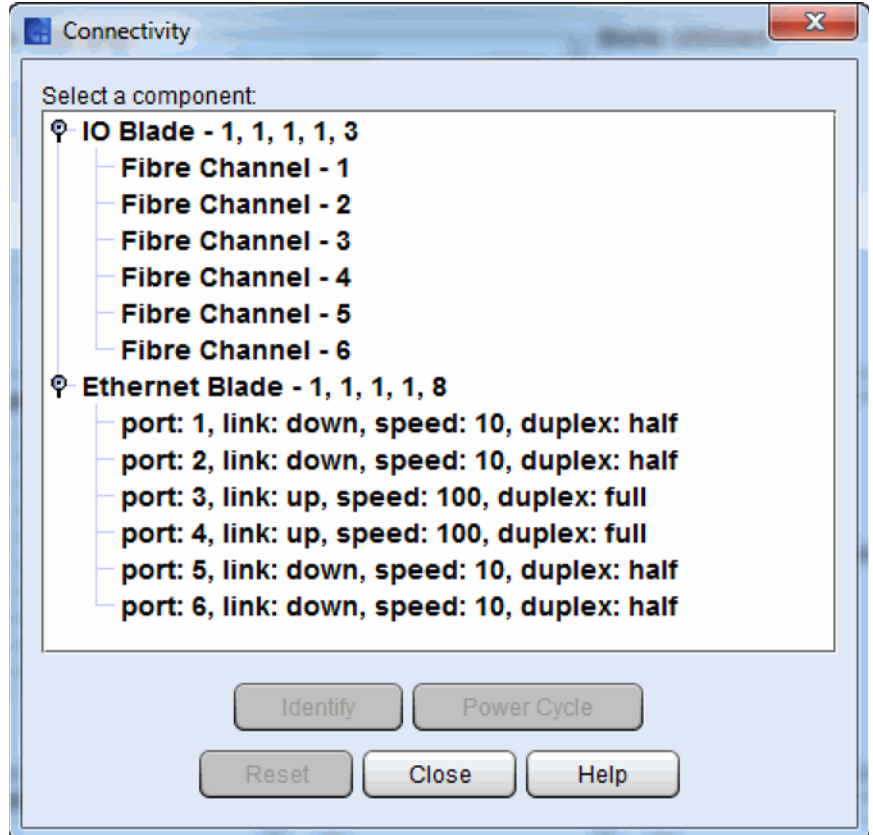 Connectivity
Select a component:
IO Blade - 1, 1, 1, 1, 3
Fibre Channel - 1
Fibre Channel - 2
Fibre Channel - 3
Fibre Channel - 4
Fibre Channel - 5
Fibre Channel - 6
Ethernet Blade - 1, 1, 1, 1, 8
port: 1, link: down, speed: 10, duplex: half
port: 2, link: down, speed: 10, duplex: half
port: 3, link: up, speed: 100, duplex: full
port: 4, link: up, speed: 100, duplex: full
port: 5, link: down, speed: 10, duplex: half
port: 6, link: down, speed: 10, duplex: half
Identify Power Cycle
Reset Close Help